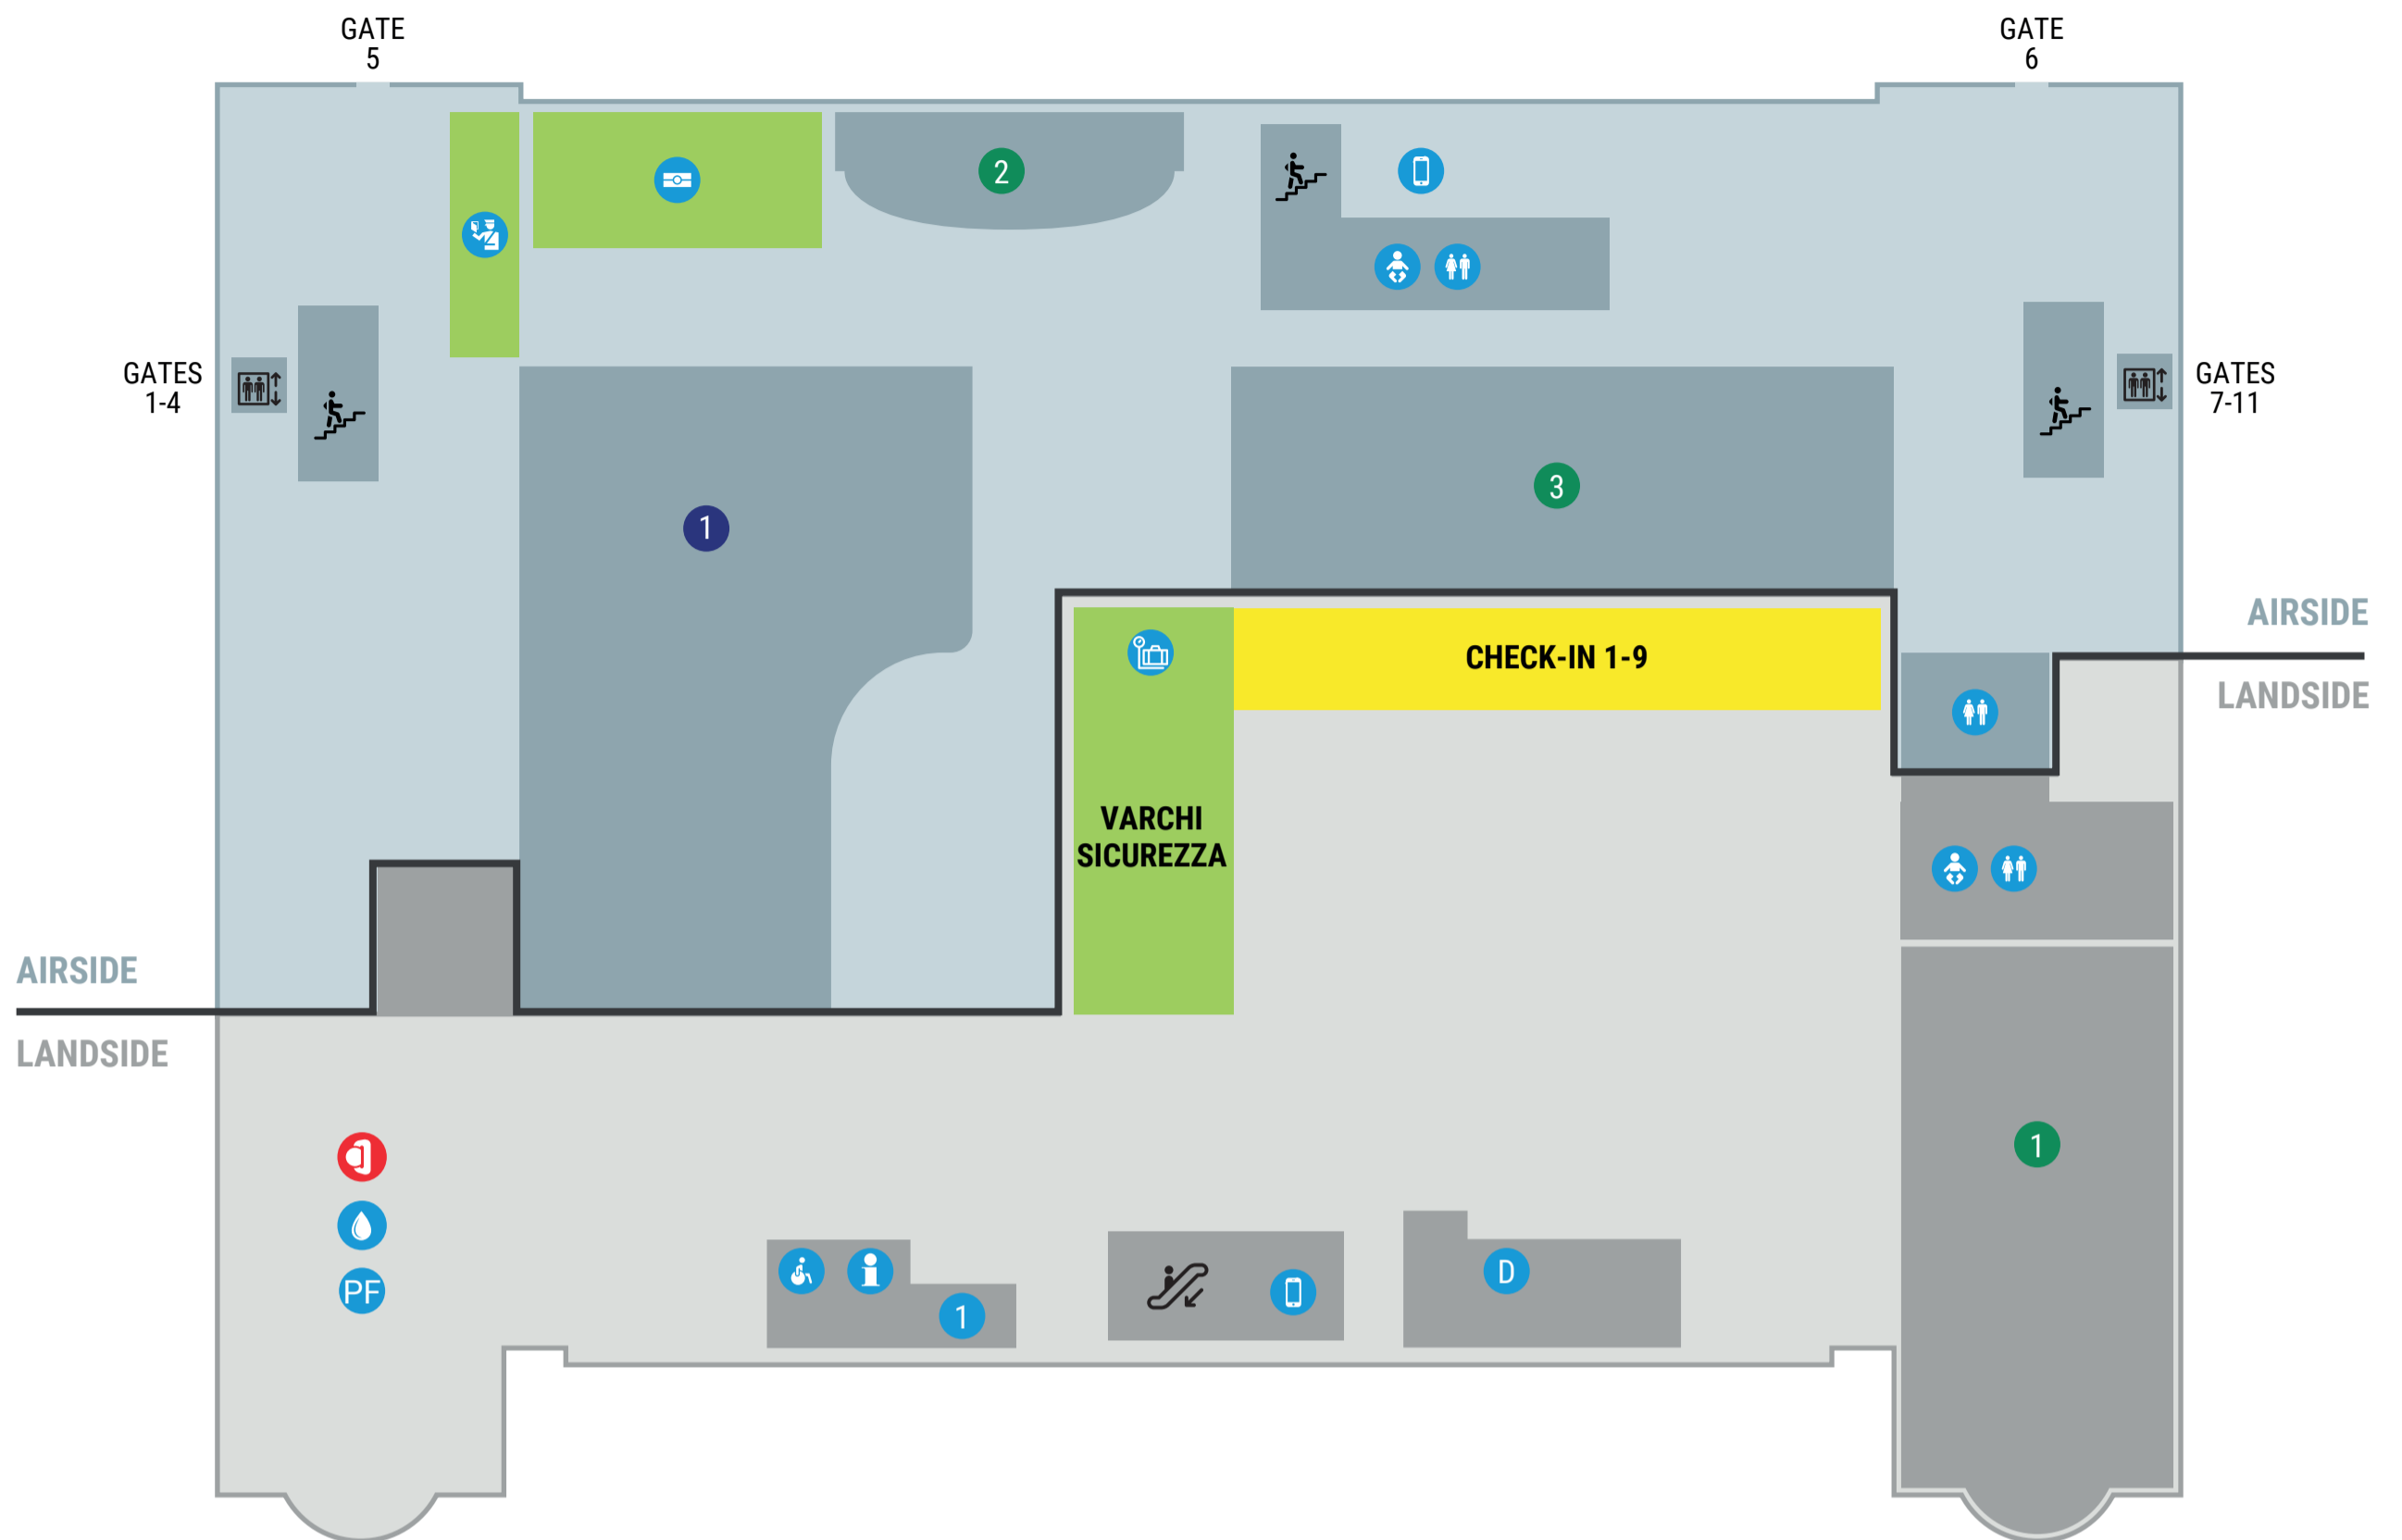 GATE
5
GATE
6
2
GATES
1-4
GATES
7-11
3
1
AIRSIDE
CHECK-IN 1-9
LANDSIDE
VARCHI
SICUREZZA
AIRSIDE
LANDSIDE
1
D
PF
1